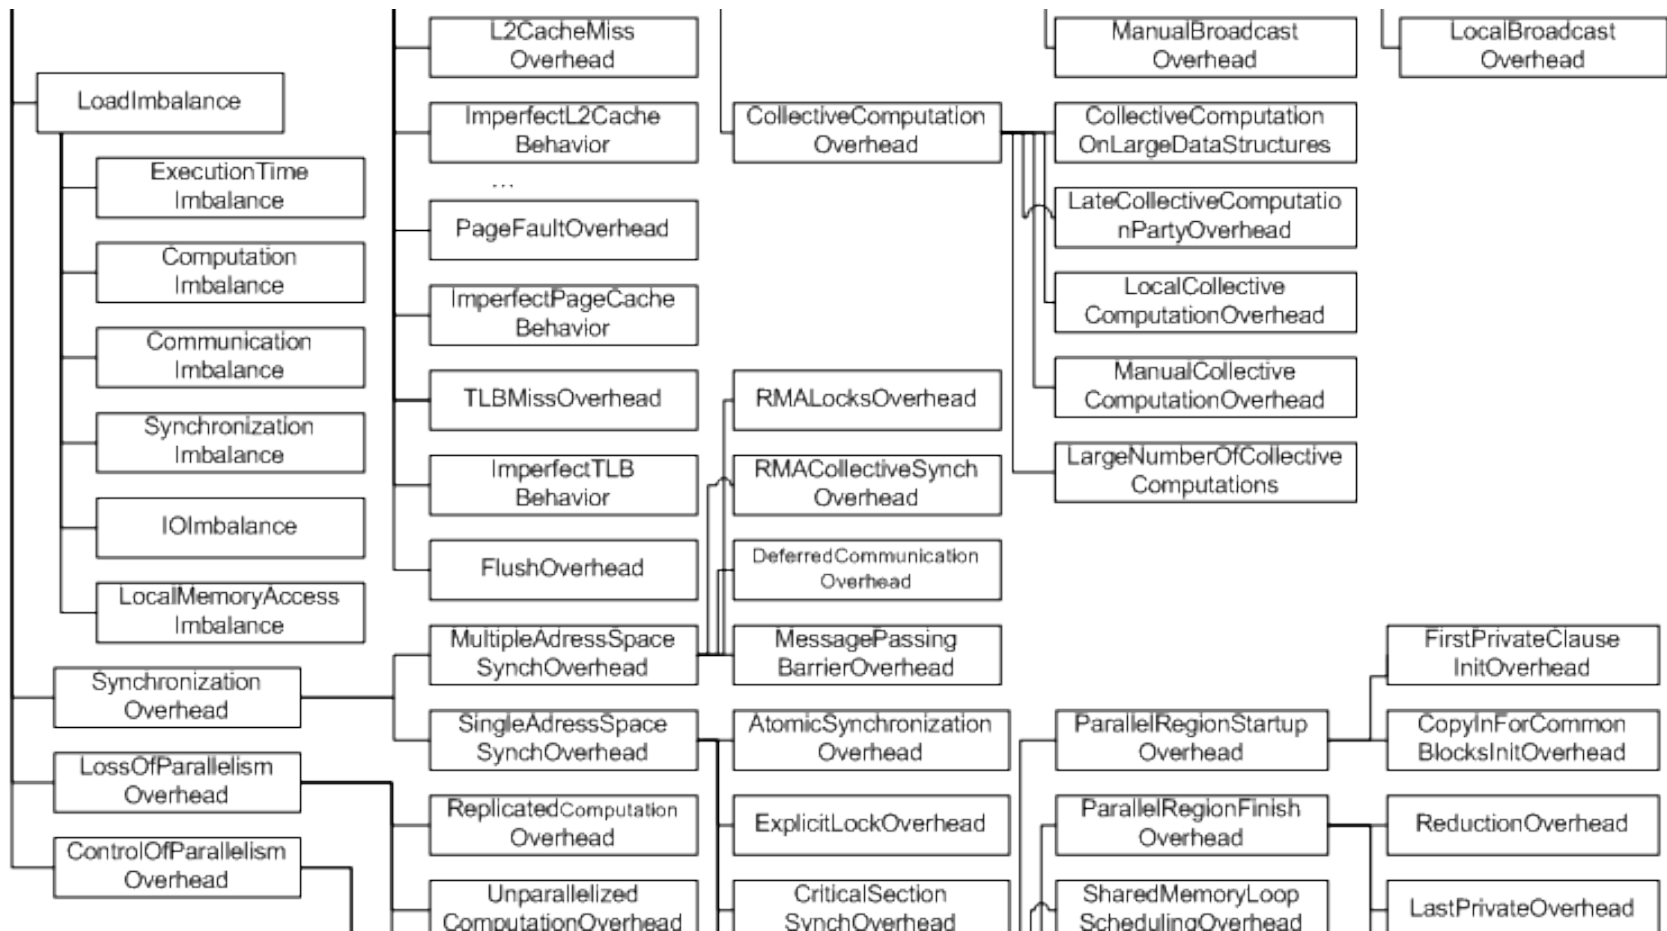 L2CacheMiss
Overhead
ManualBroadcast
Overhead
LocalBroadcast
Overhead
LoadImbalance
ImperfectL2Cache
Behavior
CollectiveComputation
Overhead
CollectiveComputation
OnLargeDataStructures
ExecutionTime
Imbalance
...
PageFaultOverhead
LateCollectiveComputatio
nPartyOverhead
Computation
Imbalance
ImperfectPageCache
Behavior
LocalCollective
ComputationOverhead
Communication
Imbalance
TLBMissOverhead
RMALocksOverhead
ManualCollective
ComputationOverhead
Synchronization
Imbalance
ImperfectTLB
Behavior
RMACollectiveSynch
Overhead
LargeNumberOfCollective
Computations
IOImbalance
FlushOverhead
DeferredCommunication
Overhead
LocalMemoryAccess
Imbalance
MultipleAdressSpace
SynchOverhead
MessagePassing
BarrierOverhead
FirstPrivateClause
InitOverhead
Synchronization
Overhead
SingleAdressSpace
SynchOverhead
AtomicSynchronization
Overhead
ParallelRegionStartup
Overhead
CopyInForCommon
BlocksInitOverhead
LossOfParallelism
Overhead
ReplicatedComputation
Overhead
ExplicitLockOverhead
ParallelRegionFinish
Overhead
ReductionOverhead
ControlOfParallelism
Overhead
Unparallelized
ComputationOverhead
CriticalSection
SynchOverhead
SharedMemoryLoop
SchedulingOverhead
LastPrivateOverhead